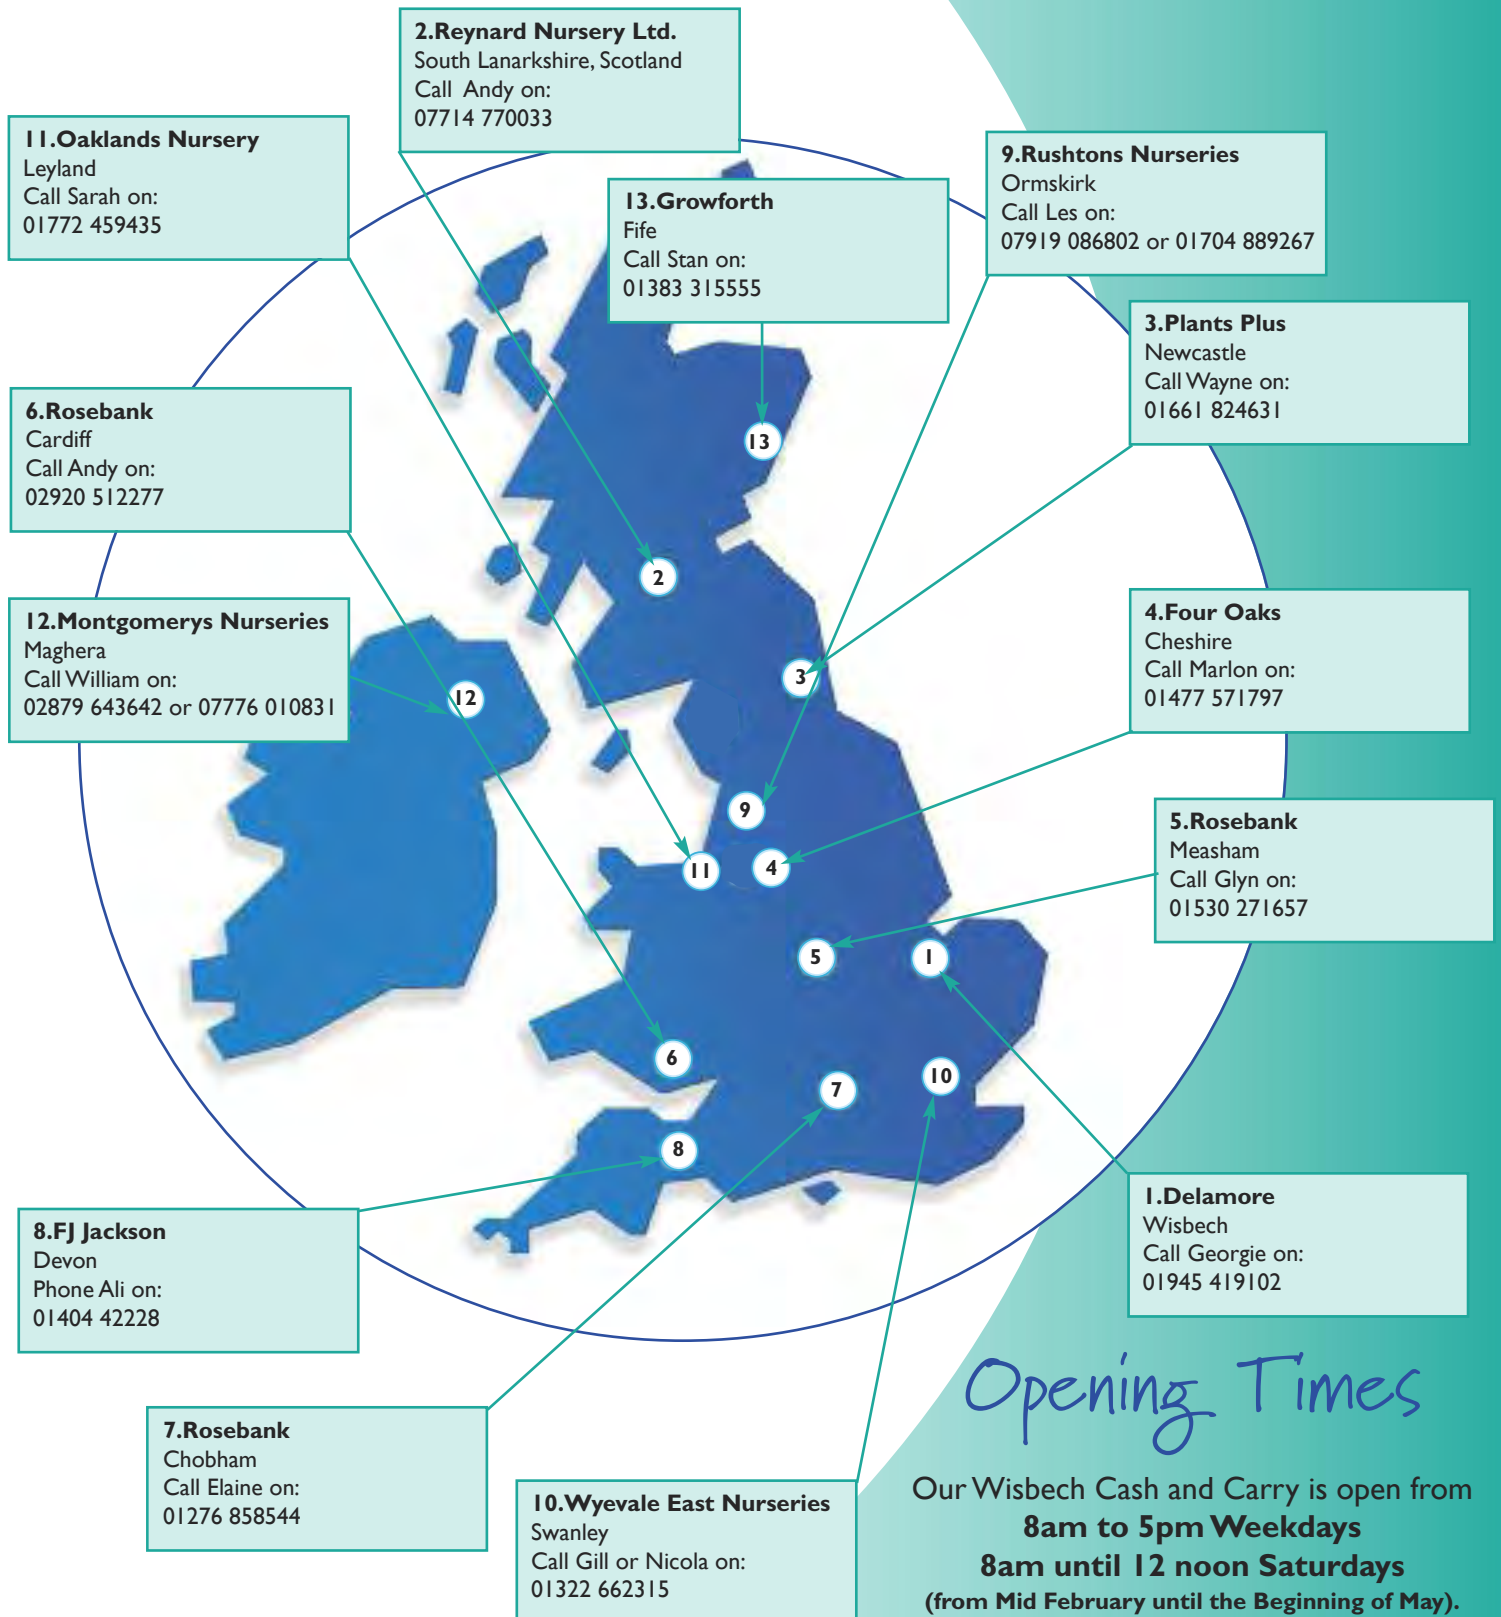 2.Reynard Nursery Ltd.
South Lanarkshire, Scotland
Call Andy on:
07714 770033
11.Oaklands Nursery
Leyland
Call Sarah on:
01772 459435
9.Rushtons Nurseries
Ormskirk
Call Les on:
07919 086802 or 01704 889267
13.Growforth
Fife
Call Stan on:
01383 315555
3.Plants Plus
Newcastle
Call Wayne on:
01661 824631
6.Rosebank
Cardiff
Call Andy on:
02920 512277
13
2
12.Montgomerys Nurseries
Maghera
Call William on:
02879 643642 or 07776 010831
4.Four Oaks
Cheshire
Call Marlon on:
01477 571797
3
12
9
4
11
5.Rosebank
Measham
Call Glyn on:
01530 271657
5
1
6
7
10
8
1.Delamore
Wisbech
Call Georgie on:
01945 419102
8.FJ Jackson
Devon
Phone Ali on:
01404 42228
7.Rosebank
Chobham
Call Elaine on:
01276 858544
10.Wyevale East Nurseries
Swanley
Call Gill or Nicola on:
01322 662315
Opening Times
Our Wisbech Cash and Carry is open from
8am to 5pm Weekdays
8am until 12 noon Saturdays
(from Mid February until the Beginning of May).